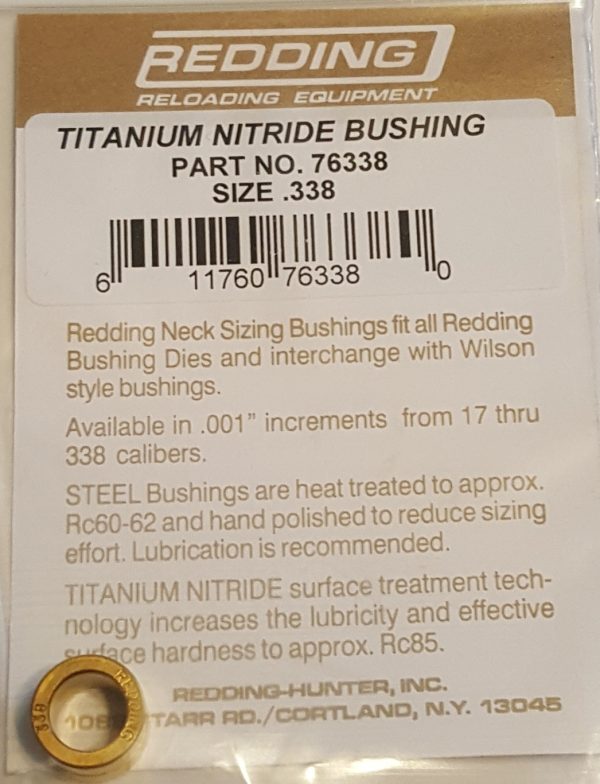 REDDING
RELOADING EQUIPMENT
TITANIUM NITRIDE BUSHING
PART NO. 76338
SIZE .338
6 11760 76338 0
Redding Neck Sizing Bushings fit all Redding
Bushing Dies and interchange with Wilson
style bushings.
Available in .001” increments from 17 thru
338 calibers.
STEEL Bushings are heat treated to approx.
Rc60-62 and hand polished to reduce sizing
effort. Lubrication is recommended.
TITANIUM NITRIDE surface treatment tech-
nology increases the lubricity and effective
surface hardness to approx. Rc85.
REDDING-HUNTER, INC.
STARR RD./CORTLAND, N.Y. 13045
338
REDDING